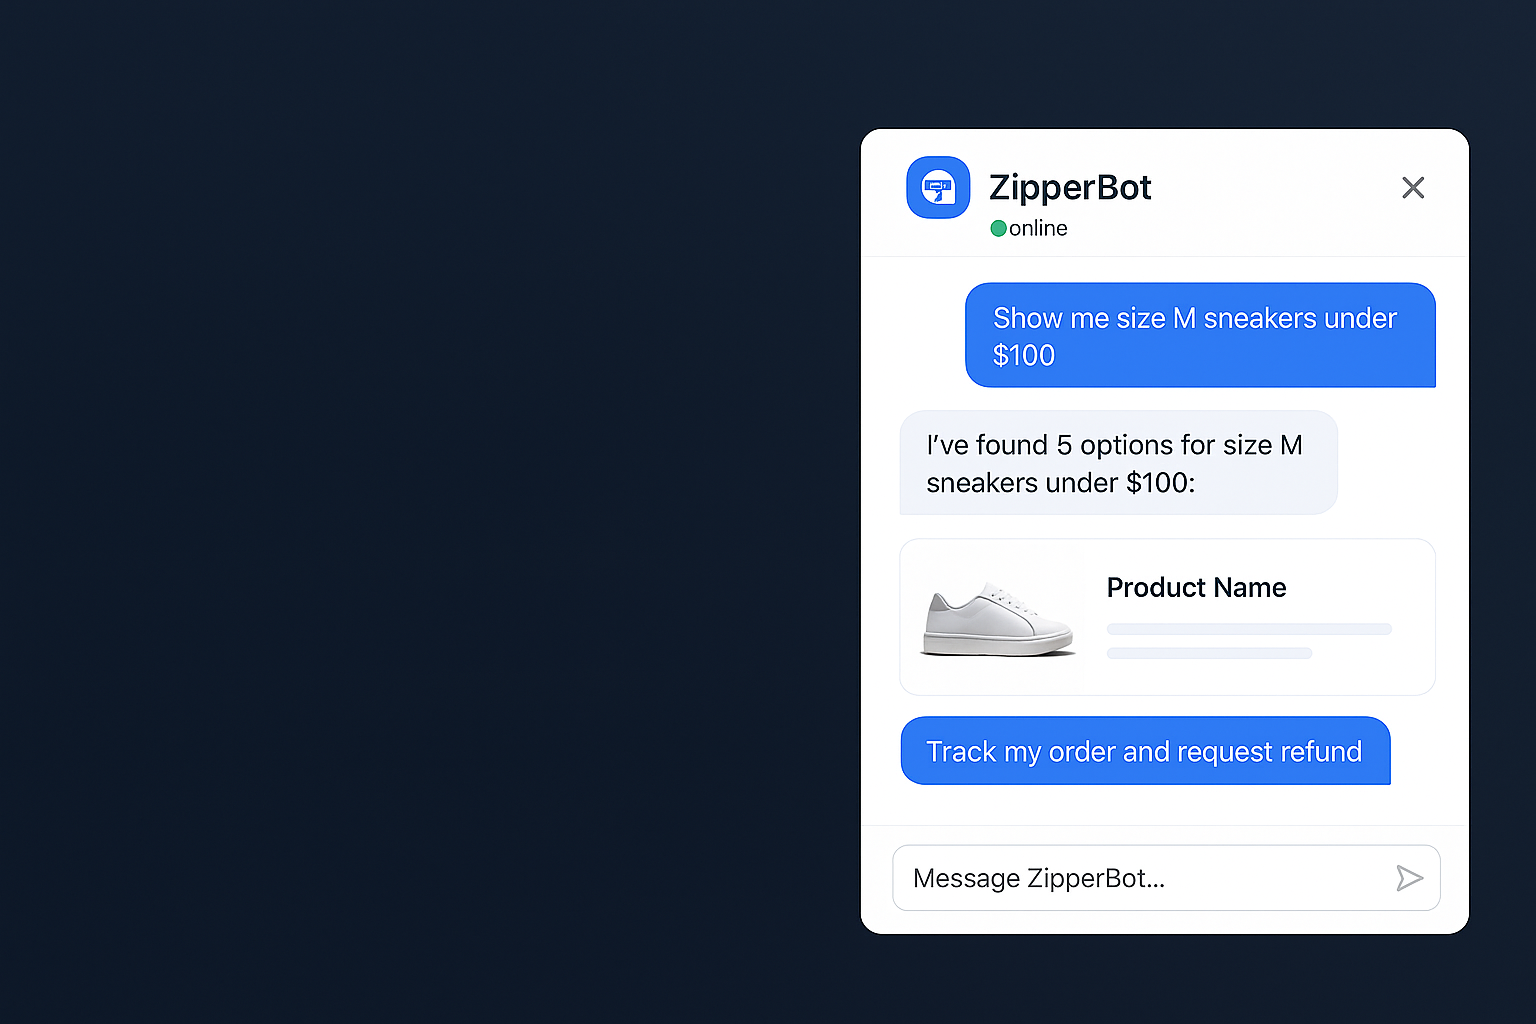 ZipperBot
online
Show me size M sneakers under
$100
I’ve found 5 options for size M
sneakers under $100:
Product Name
Track my order and request refund
Message ZipperBot...